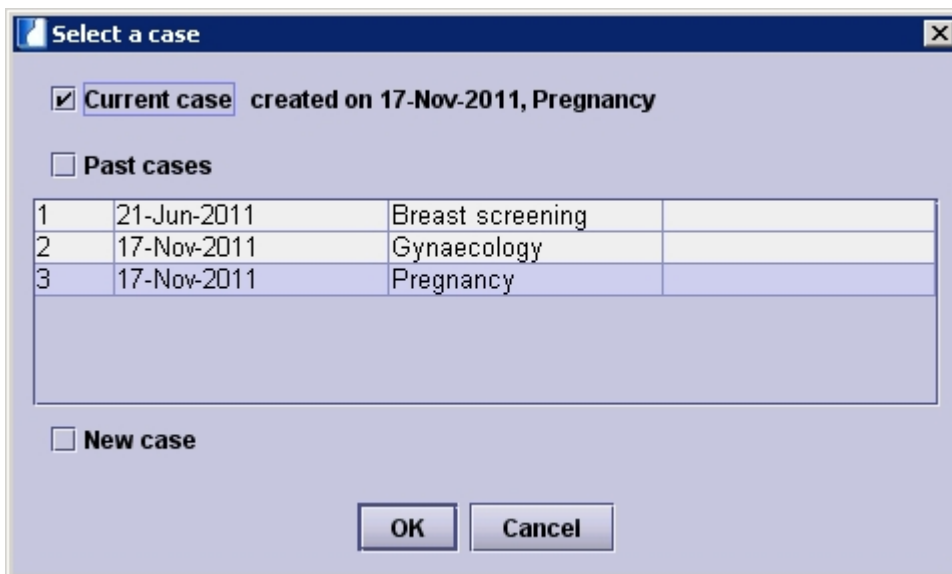 Select a case
Current case created on 17-Nov-2011, Pregnancy
Past cases
1 21-Jun-2011 Breast screening
2 17-Nov-2011 Gynaecology
3 17-Nov-2011 Pregnancy
New case
OK Cancel